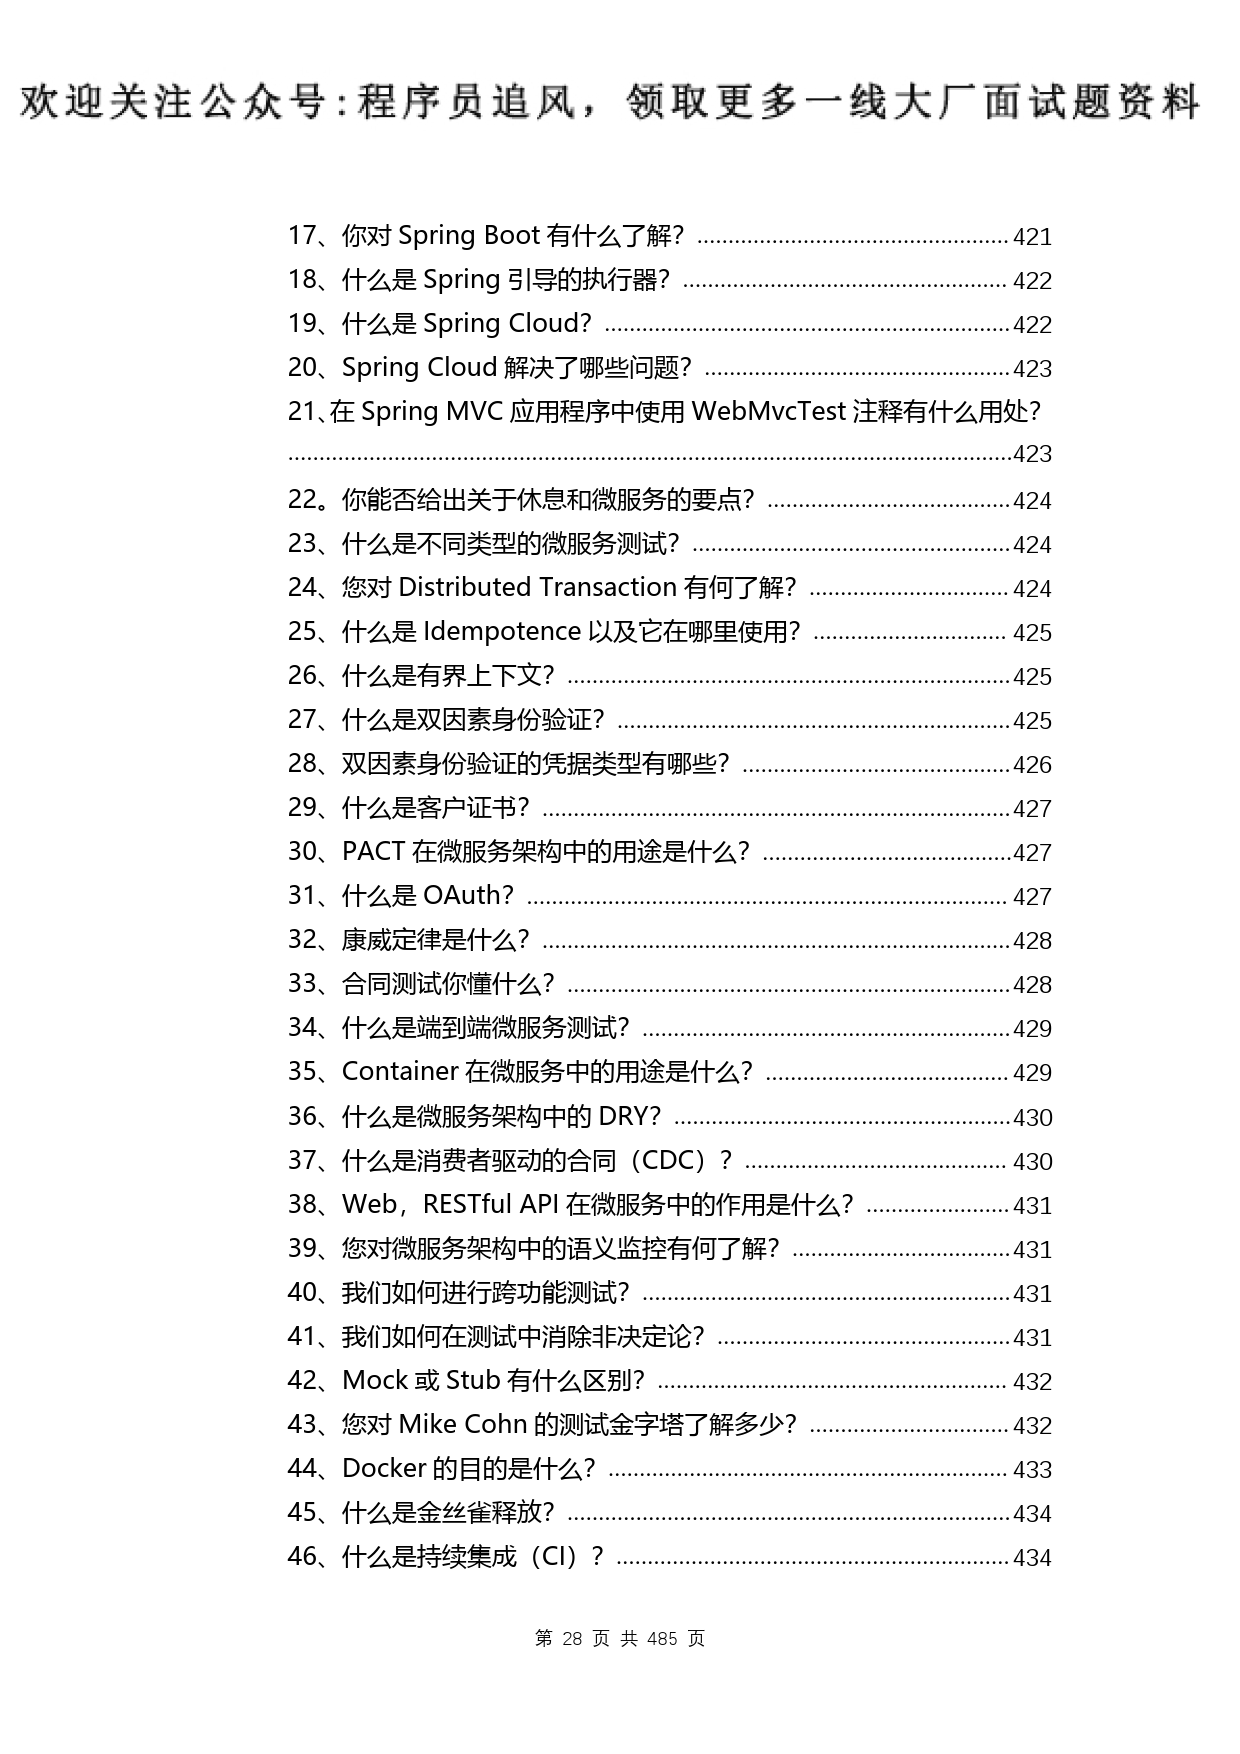 欢迎关注公众号:程序员追风，领取更多一线大厂面试题资料
17、你对 Spring Boot 有什么了解？ 421
18、什么是 Spring 引导的执行器？ 422
19、什么是 Spring Cloud？ 422
20、Spring Cloud 解决了哪些问题？ 423
21、在 Spring MVC 应用程序中使用 WebMvcTest 注释有什么用处？
423
22。你能否给出关于休息和微服务的要点？ 424
23、什么是不同类型的微服务测试？ 424
24、您对 Distributed Transaction 有何了解？ 424
25、什么是 Idempotence 以及它在哪里使用？ 425
26、什么是有界上下文？ 425
27、什么是双因素身份验证？ 425
28、双因素身份验证的凭据类型有哪些？ 426
29、什么是客户证书？ 427
30、PACT 在微服务架构中的用途是什么？ 427
31、什么是 OAuth？ 427
32、康威定律是什么？ 428
33、合同测试你懂什么？ 428
34、什么是端到端微服务测试？ 429
35、Container 在微服务中的用途是什么？ 429
36、什么是微服务架构中的 DRY？ 430
37、什么是消费者驱动的合同（CDC）？ 430
38、Web，RESTful API 在微服务中的作用是什么？ 431
39、您对微服务架构中的语义监控有何了解？ 431
40、我们如何进行跨功能测试？ 431
41、我们如何在测试中消除非决定论？ 431
42、Mock 或 Stub 有什么区别？ 432
43、您对 Mike Cohn 的测试金字塔了解多少？ 432
44、Docker 的目的是什么？ 433
45、什么是金丝雀释放？ 434
46、什么是持续集成（CI）？ 434
第 28 页 共 485 页